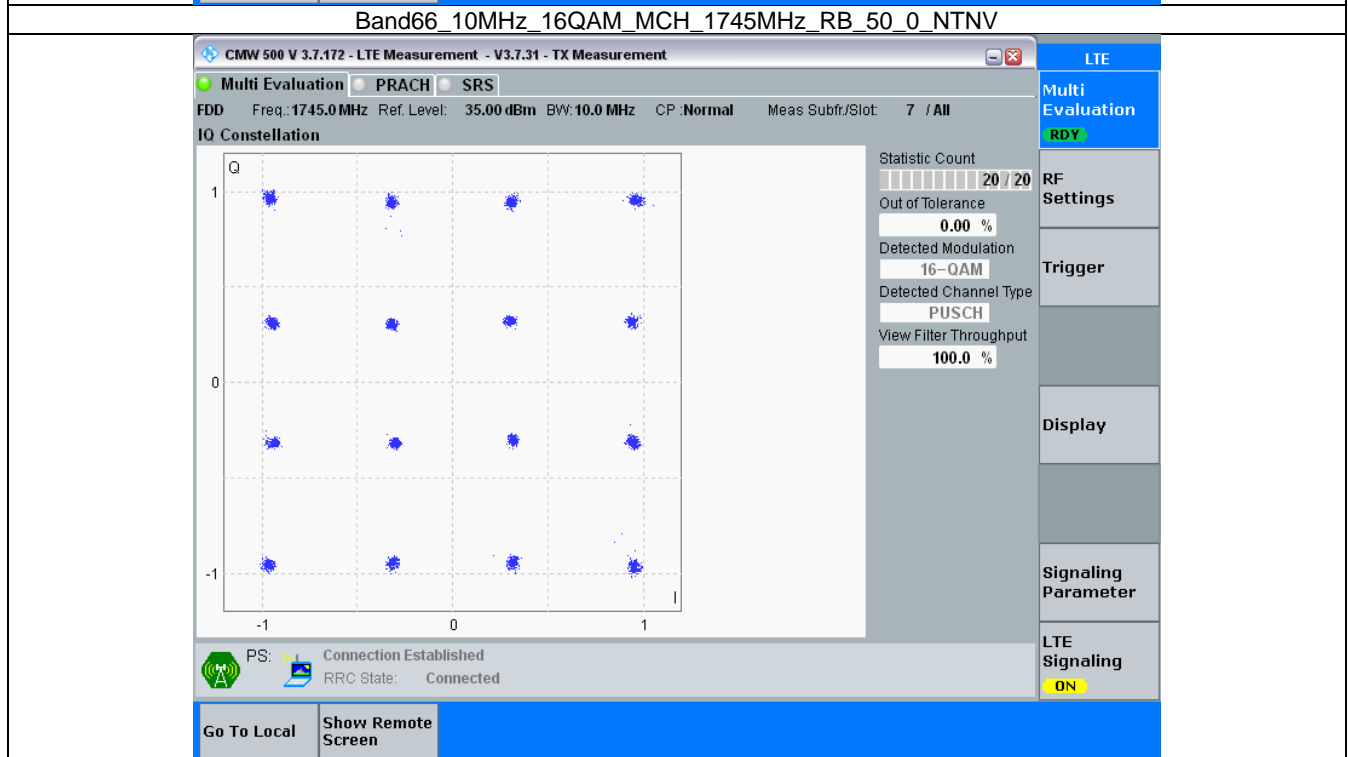 Band66_10MHz_16QAM_MCH_1745MHz_RB_50_0_NTNV
CMW 500 V 3.7.172 - LTE Measurement - V3.7.31 - TX Measurement
LTE
Multi Evaluation PRACH SRS
FDD Freq.:1745.0 MHz Ref. Level: 35.00 dBm BW:10.0 MHz CP :Normal Meas Subfr./Slot: 7 / All
IQ Constellation
Q
1
0
-1
I
-1 0 1
Statistic Count
20 / 20
Out of Tolerance
0.00 %
Detected Modulation
16-QAM
Detected Channel Type
PUSCH
View Filter Throughput
100.0 %
Multi
Evaluation
RDY
RF
Settings
Trigger
Display
Signaling
Parameter
LTE
Signaling
ON
PS: Connection Established
RRC State: Connected
Go To Local
Show Remote
Screen